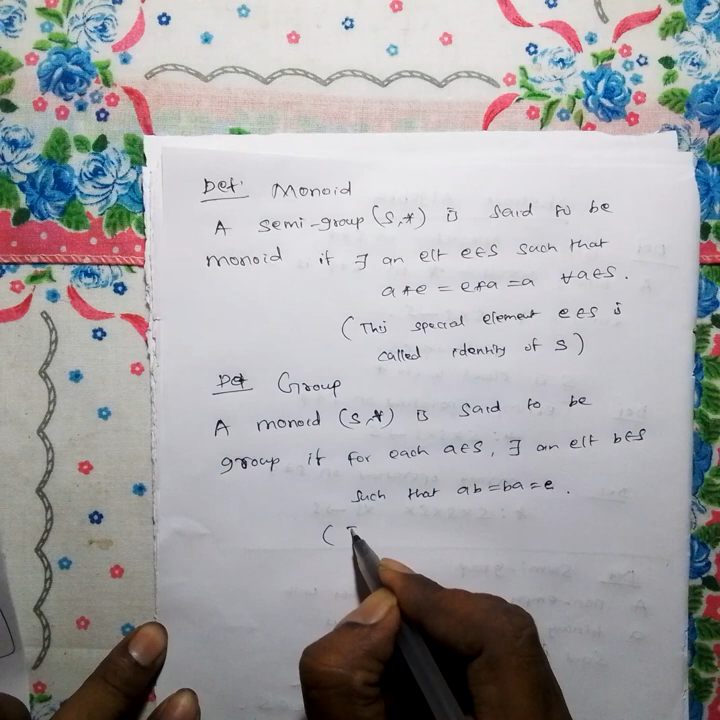 Def. Monoid
A semi-group (S,*) is said to be
monoid if ∃ an elt e∈S such that
a*e = e*a = a ∀a∈S.
(This special element e∈S is
called identity of S)
Def Group
A monoid (S,*) is said to be
group if for each a∈S, ∃ an elt b∈S
such that ab=ba=e.
(